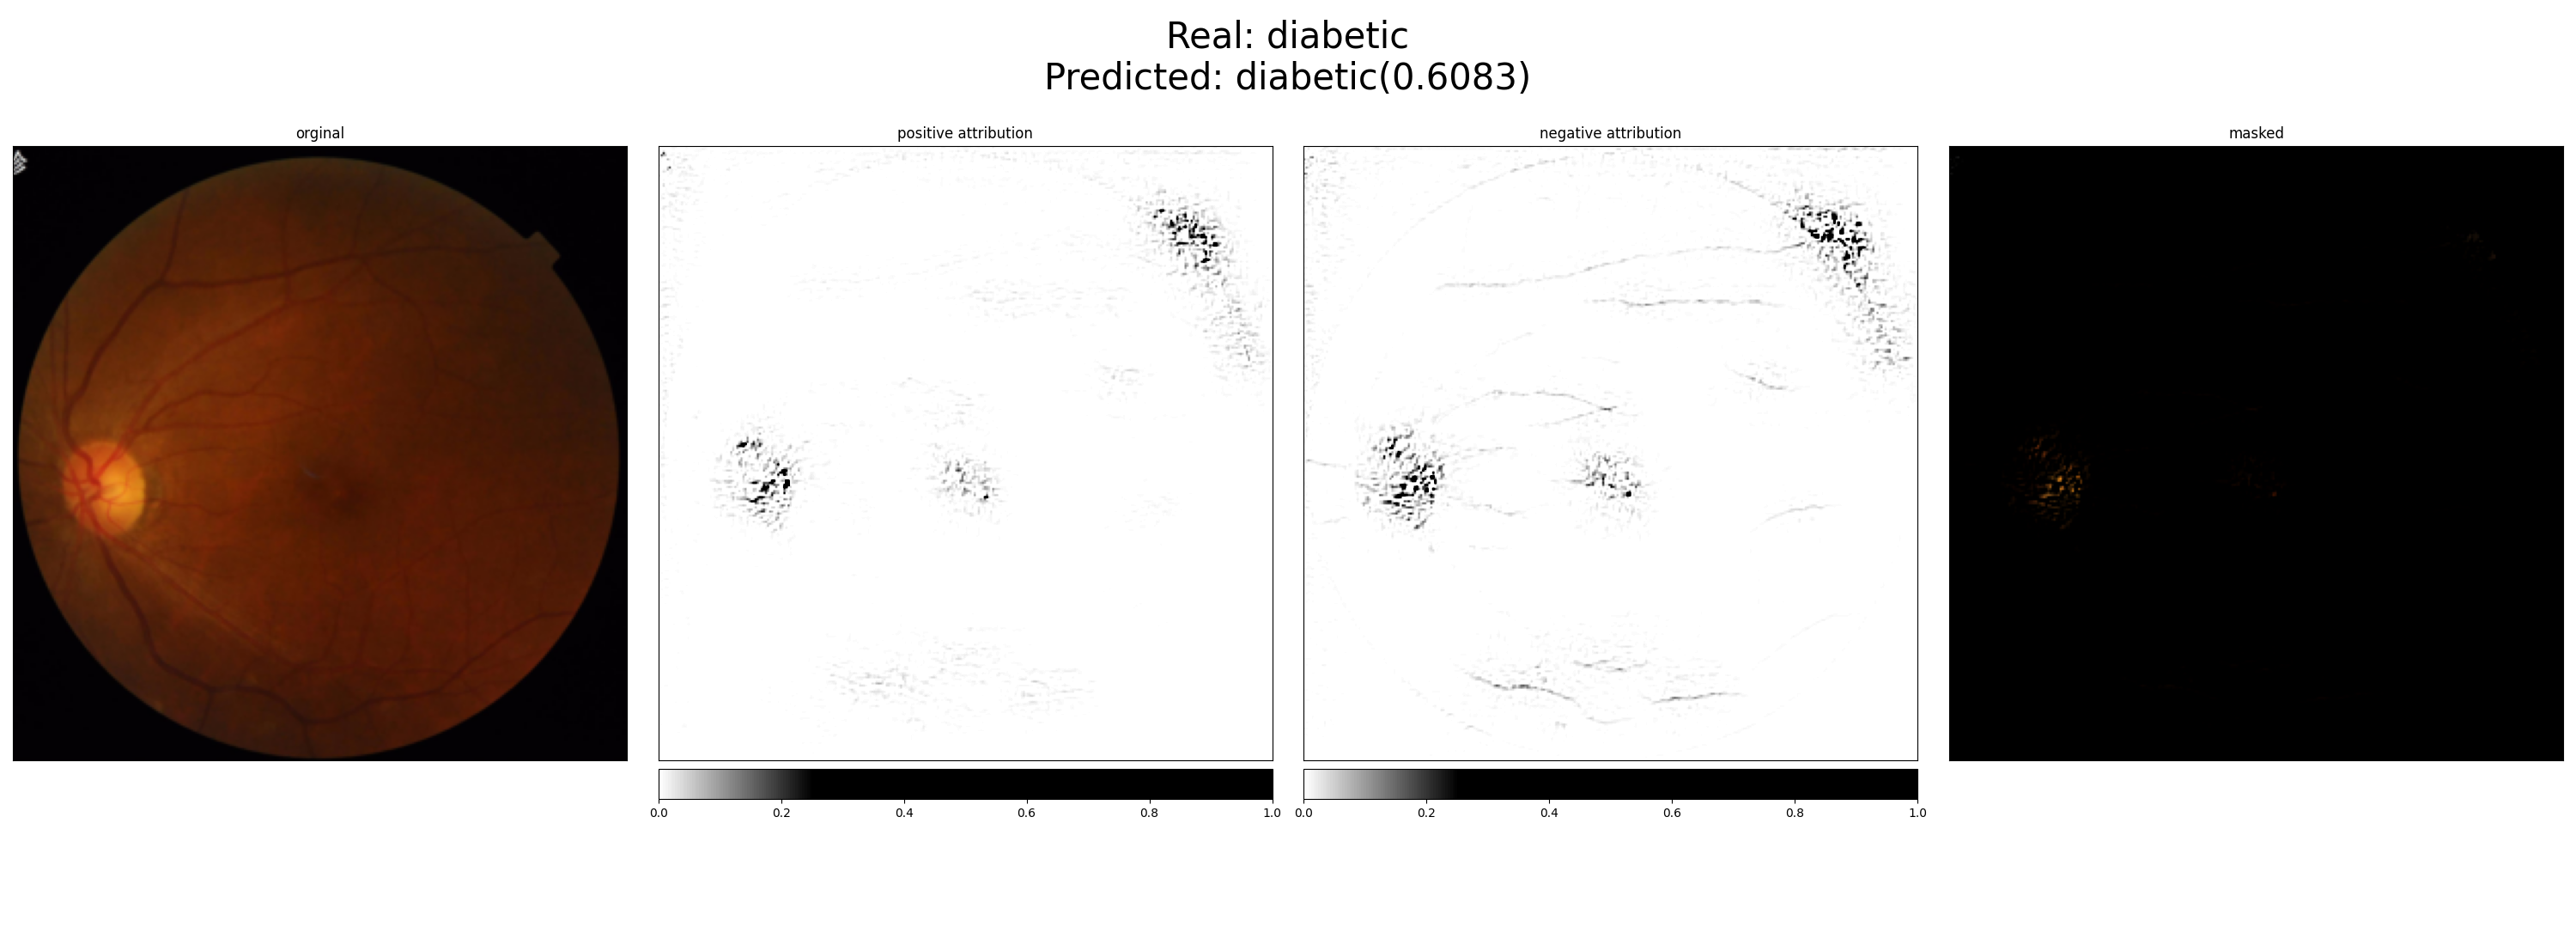 Real: diabetic
Predicted: diabetic(0.6083)
orginal
positive attribution
negative attribution
masked
0.0 0.2 0.4 0.6 0.8 1.0
0.0 0.2 0.4 0.6 0.8 1.0